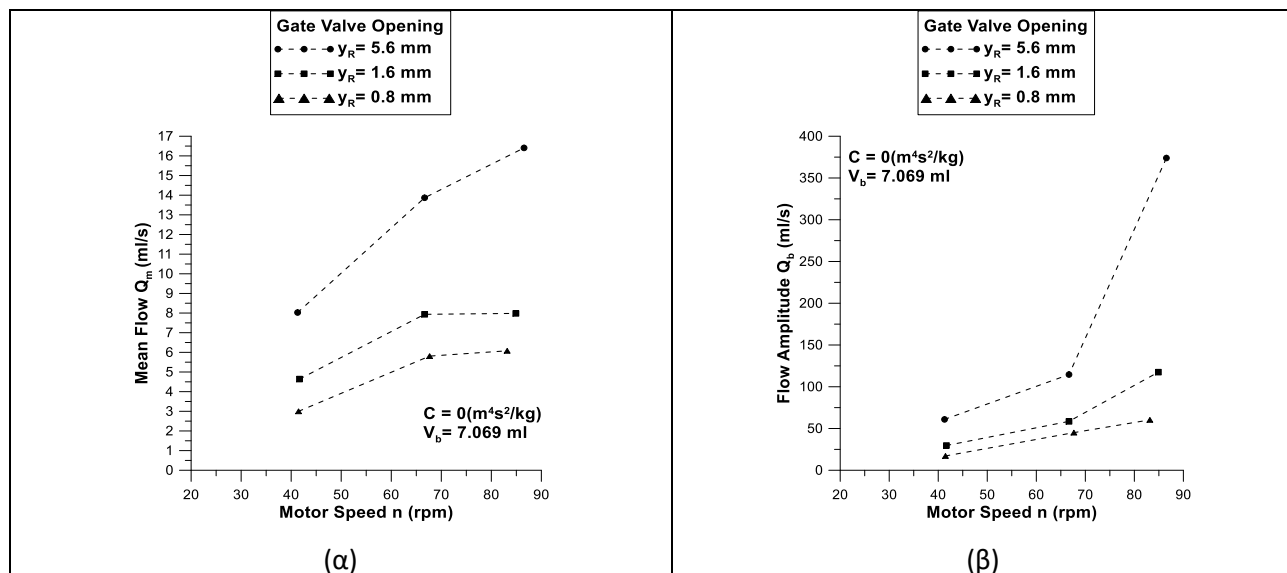 Gate Valve Opening
y_R= 5.6 mm
y_R= 1.6 mm
y_R= 0.8 mm
17
16
15
14
13
12
11
10
9
8
7
6
5
4
3
2
1
0
Mean Flow Q_m (ml/s)
C = 0(m⁴s²/kg)
V_b= 7.069 ml
20 30 40 50 60 70 80 90
Motor Speed n (rpm)
(α)
Gate Valve Opening
y_R= 5.6 mm
y_R= 1.6 mm
y_R= 0.8 mm
400
350
300
250
200
150
100
50
0
Flow Amplitude Q_b (ml/s)
C = 0(m⁴s²/kg)
V_b= 7.069 ml
20 30 40 50 60 70 80 90
Motor Speed n (rpm)
(β)